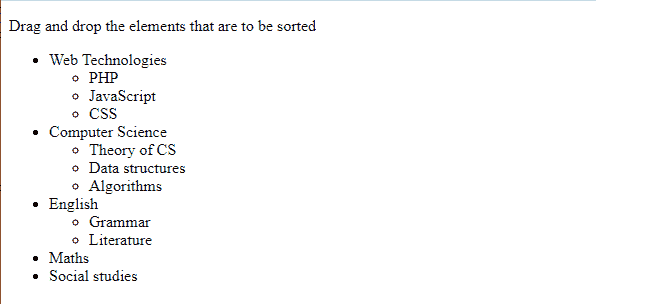 Drag and drop the elements that are to be sorted
Web Technologies
PHP
JavaScript
CSS
Computer Science
Theory of CS
Data structures
Algorithms
English
Grammar
Literature
Maths
Social studies